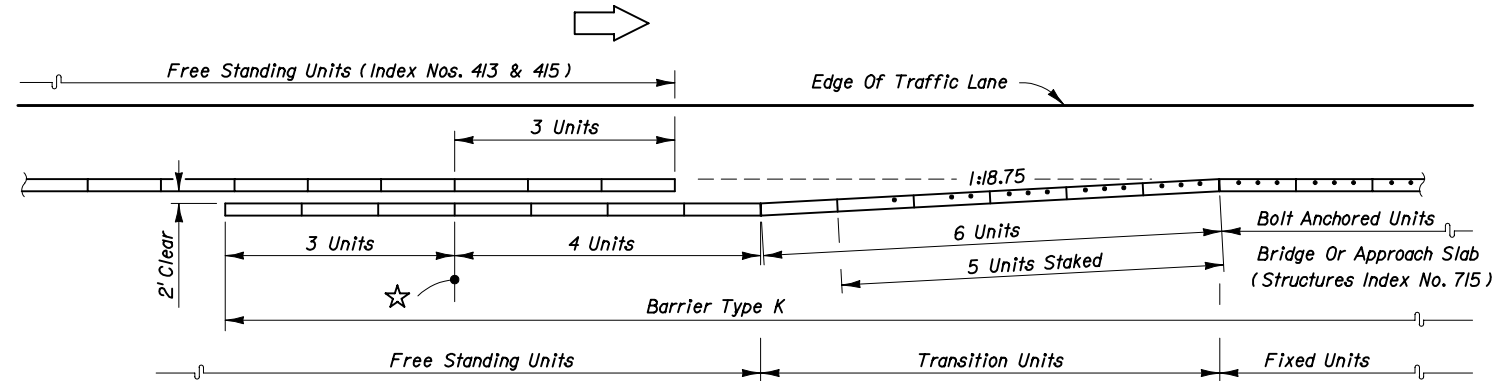 Free Standing Units (Index Nos. 413 & 415)
Edge Of Traffic Lane
3 Units
1:18.75
2' Clear
3 Units
4 Units
6 Units
5 Units Staked
Bolt Anchored Units
Bridge Or Approach Slab
(Structures Index No. 715)
Barrier Type K
Free Standing Units
Transition Units
Fixed Units